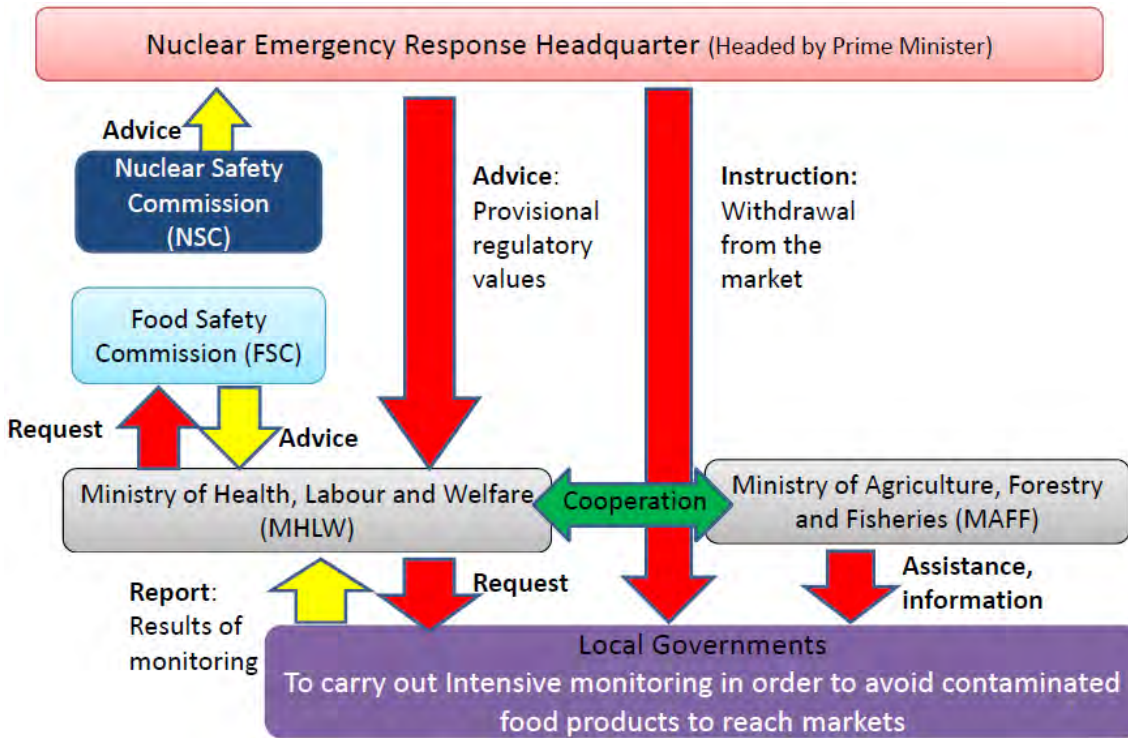 Nuclear Emergency Response Headquarter (Headed by Prime Minister)
Advice
Nuclear Safety
Commission
(NSC)
Advice:
Provisional
regulatory
values
Instruction:
Withdrawal
from the
market
Food Safety
Commission (FSC)
Request
Advice
Ministry of Health, Labour and Welfare
(MHLW)
Cooperation
Ministry of Agriculture, Forestry
and Fisheries (MAFF)
Report:
Results of
monitoring
Request
Assistance,
information
Local Governments
To carry out Intensive monitoring in order to avoid contaminated
food products to reach markets